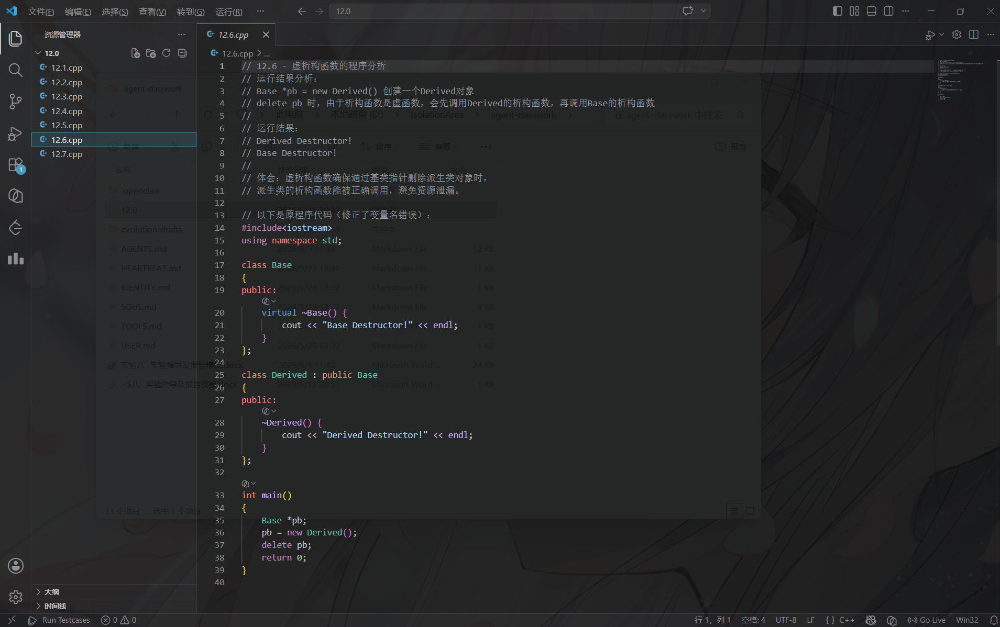 文件(F) 编辑(E) 选择(S) 查看(V) 转到(G) 运行(R) ··· 12.0
资源管理器 ···
12.6.cpp
12.0
12.1.cpp
12.2.cpp
12.3.cpp
12.4.cpp
12.5.cpp
12.6.cpp
12.7.cpp
大纲
时间线
12.6.cpp > ...
1 // 12.6 - 虚析构函数的程序分析
2 // 运行结果分析：
3 // Base *pb = new Derived() 创建一个Derived对象
4 // delete pb 时，由于析构函数是虚函数，会先调用Derived的析构函数，再调用Base的析构函数
5 //
6 // 运行结果：
7 // Derived Destructor!
8 // Base Destructor!
9 //
10 // 体会：虚析构函数确保通过基类指针删除派生类对象时，
11 // 派生类的析构函数能被正确调用，避免资源泄漏。
12
13 // 以下是原程序代码（修正了变量名错误）：
14 #include<iostream>
15 using namespace std;
16
17 class Base
18 {
19 public:
20 virtual ~Base() {
21 cout << "Base Destructor!" << endl;
22 }
23 };
24
25 class Derived : public Base
26 {
27 public:
28 ~Derived() {
29 cout << "Derived Destructor!" << endl;
30 }
31 };
32
33 int main()
34 {
35 Base *pb;
36 pb = new Derived();
37 delete pb;
38 return 0;
39 }
40
agent-classwork
此电脑 > 本地磁盘 (D:) > IsolationArea > agent-classwork > 在 agent-classwork 中搜索
新建 排序 查看 ··· 预览
名称 修改日期 类型 大小
.openclaw
12.0
evolution-drafts 文件夹
AGENTS.md 2026/6/5 11:34 Markdown File 12 KB
HEARTBEAT.md 2026/5/29 13:37 Markdown File 1 KB
IDENTITY.md 2026/5/29 13:32 Markdown File 1 KB
SOUL.md 2026/5/29 13:27 Markdown File 4 KB
TOOLS.md 1 KB
USER.md 2026/5/29 13:32 Markdown File 1 KB
实验八 实验指导及报告模板.docx 2026/6/5 11:40 Microsoft Word ... 24 KB
~$八 实验指导及报告模板.docx 2026/6/11 20:51 Microsoft Word ... 1 KB
11 个项目 选中 1 个项目
1
Run Testcases 0 0 行 1，列 1 空格: 4 UTF-8 LF { } C++ Go Live Win32